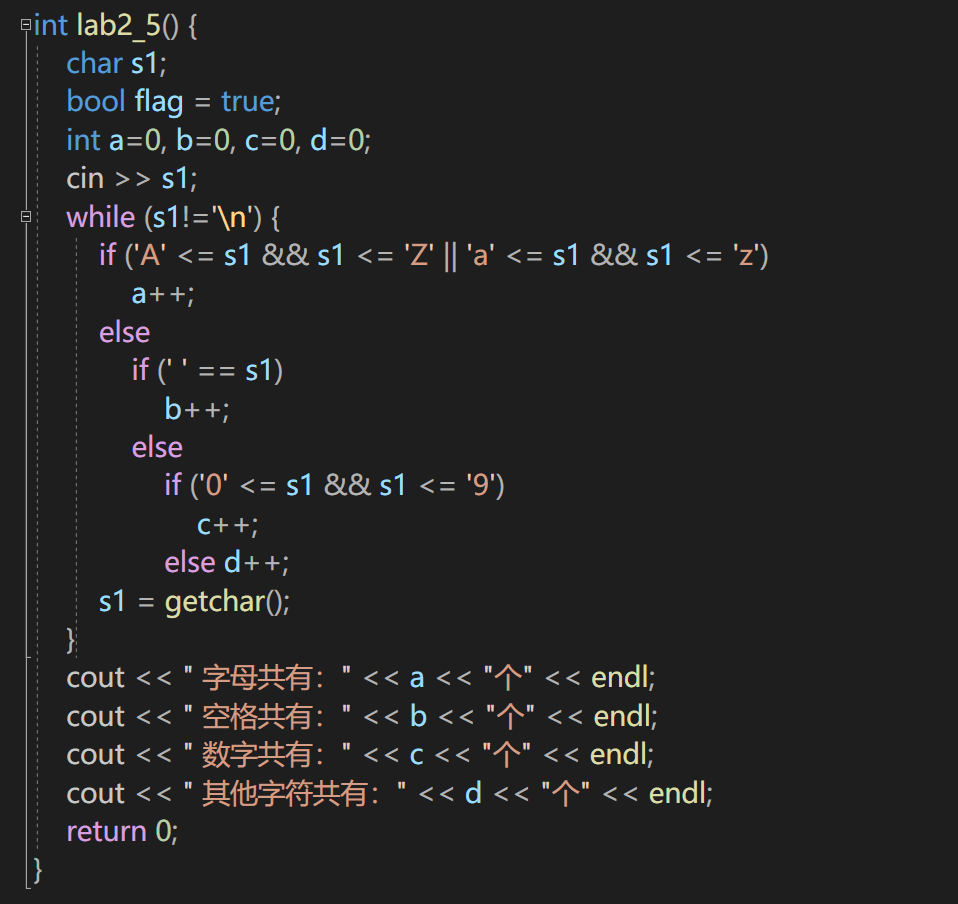 int lab2_5() {
char s1;
bool flag = true;
int a=0, b=0, c=0, d=0;
cin >> s1;
while (s1!='\n') {
if ('A' <= s1 && s1 <= 'Z' || 'a' <= s1 && s1 <= 'z')
a++;
else
if (' ' == s1)
b++;
else
if ('0' <= s1 && s1 <= '9')
c++;
else d++;
s1 = getchar();
}
cout << " 字母共有：" << a << "个" << endl;
cout << " 空格共有：" << b << "个" << endl;
cout << " 数字共有：" << c << "个" << endl;
cout << " 其他字符共有：" << d << "个" << endl;
return 0;
}